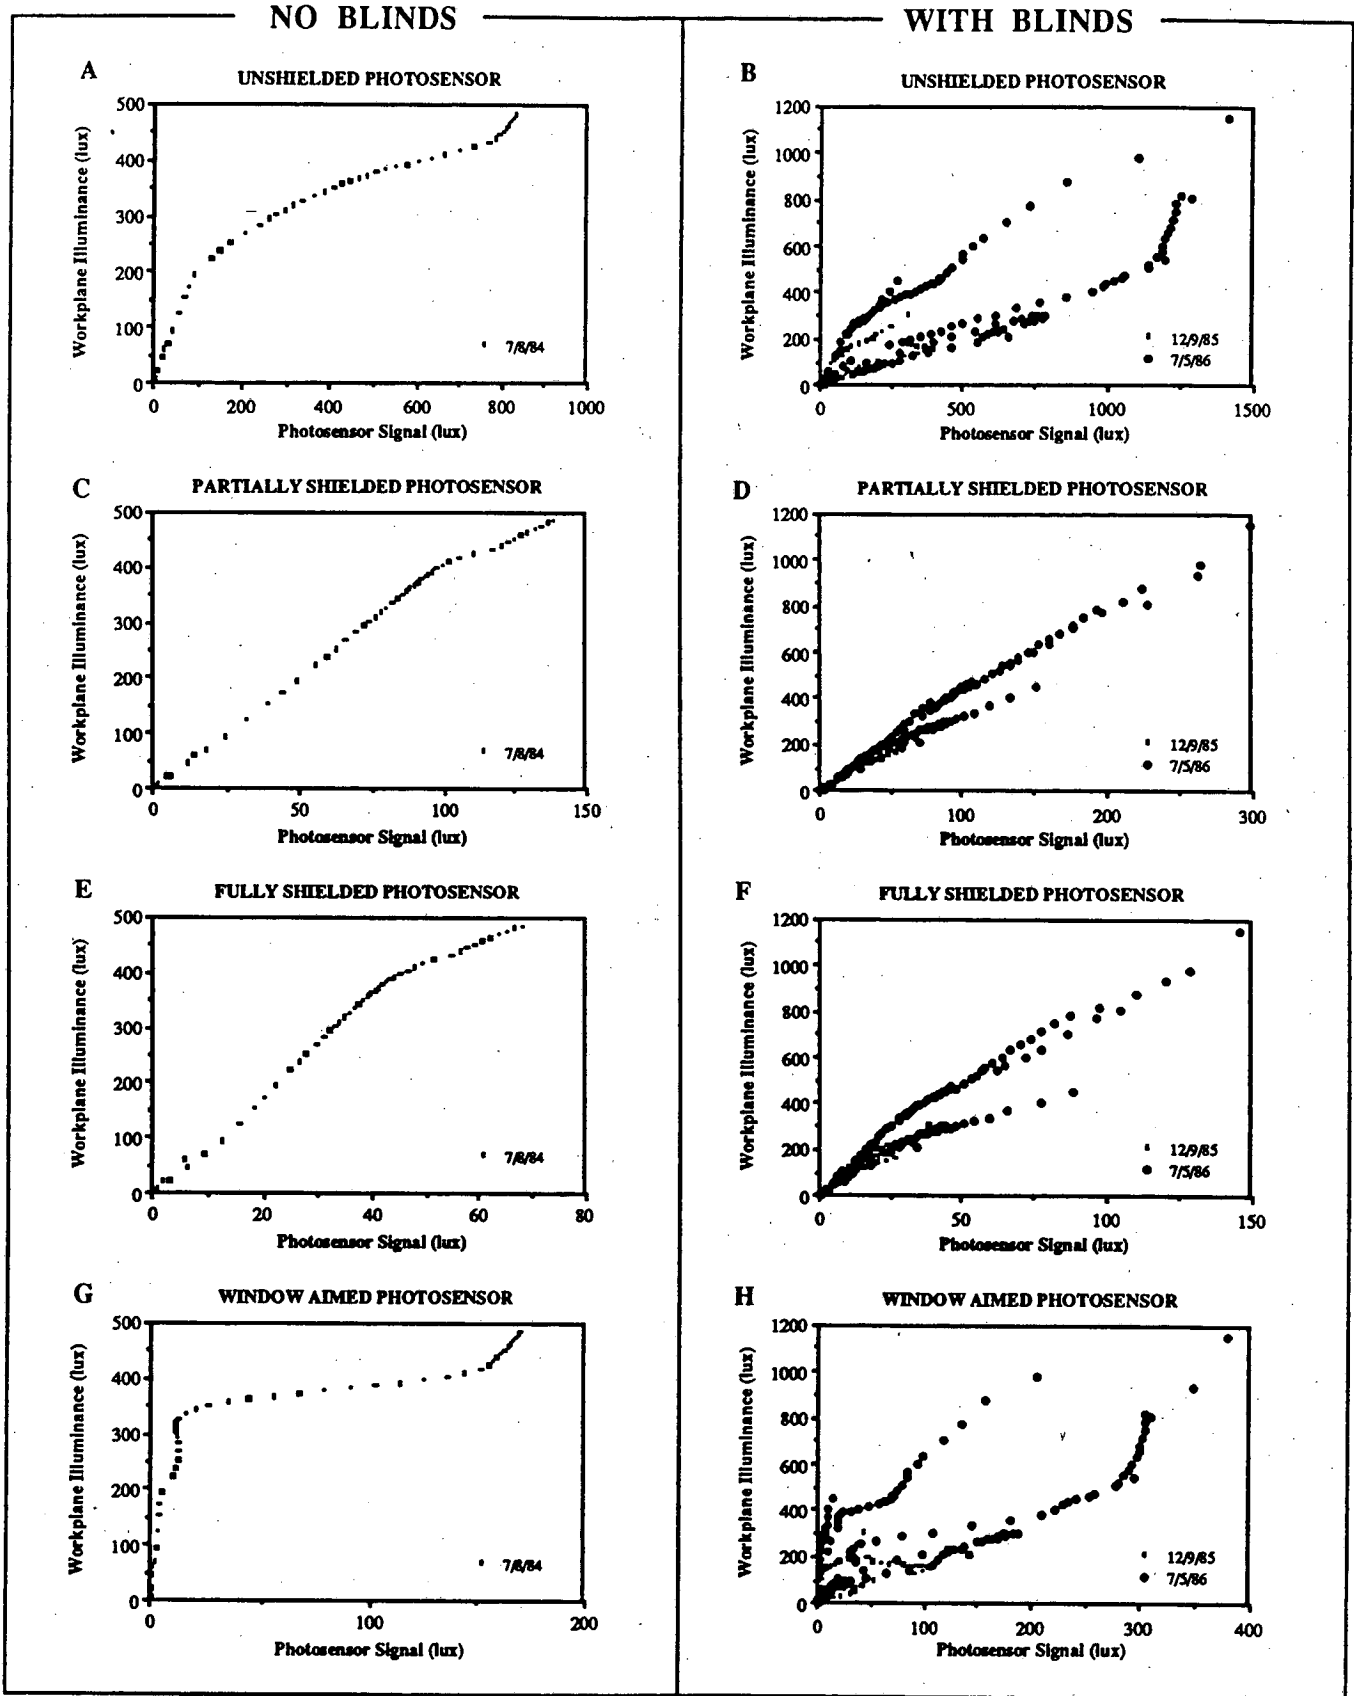 NO BLINDS
WITH BLINDS
A
UNSHIELDED PHOTOSENSOR
500
400
300
200
100
0
Workplane Illuminance (lux)
7/8/84
0 200 400 600 800 1000
Photosensor Signal (lux)
B
UNSHIELDED PHOTOSENSOR
1200
1000
800
600
400
200
0
Workplane Illuminance (lux)
12/9/85
7/5/86
0 500 1000 1500
Photosensor Signal (lux)
C
PARTIALLY SHIELDED PHOTOSENSOR
500
400
300
200
100
0
Workplane Illuminance (lux)
7/8/84
0 50 100 150
Photosensor Signal (lux)
D
PARTIALLY SHIELDED PHOTOSENSOR
1200
1000
800
600
400
200
0
Workplane Illuminance (lux)
12/9/85
7/5/86
0 100 200 300
Photosensor Signal (lux)
E
FULLY SHIELDED PHOTOSENSOR
500
400
300
200
100
0
Workplane Illuminance (lux)
7/8/84
0 20 40 60 80
Photosensor Signal (lux)
F
FULLY SHIELDED PHOTOSENSOR
1200
1000
800
600
400
200
0
Workplane Illuminance (lux)
12/9/85
7/5/86
0 50 100 150
Photosensor Signal (lux)
G
WINDOW AIMED PHOTOSENSOR
500
400
300
200
100
0
Workplane Illuminance (lux)
7/8/84
0 100 200
Photosensor Signal (lux)
H
WINDOW AIMED PHOTOSENSOR
1200
1000
800
600
400
200
0
Workplane Illuminance (lux)
12/9/85
7/5/86
0 100 200 300 400
Photosensor Signal (lux)